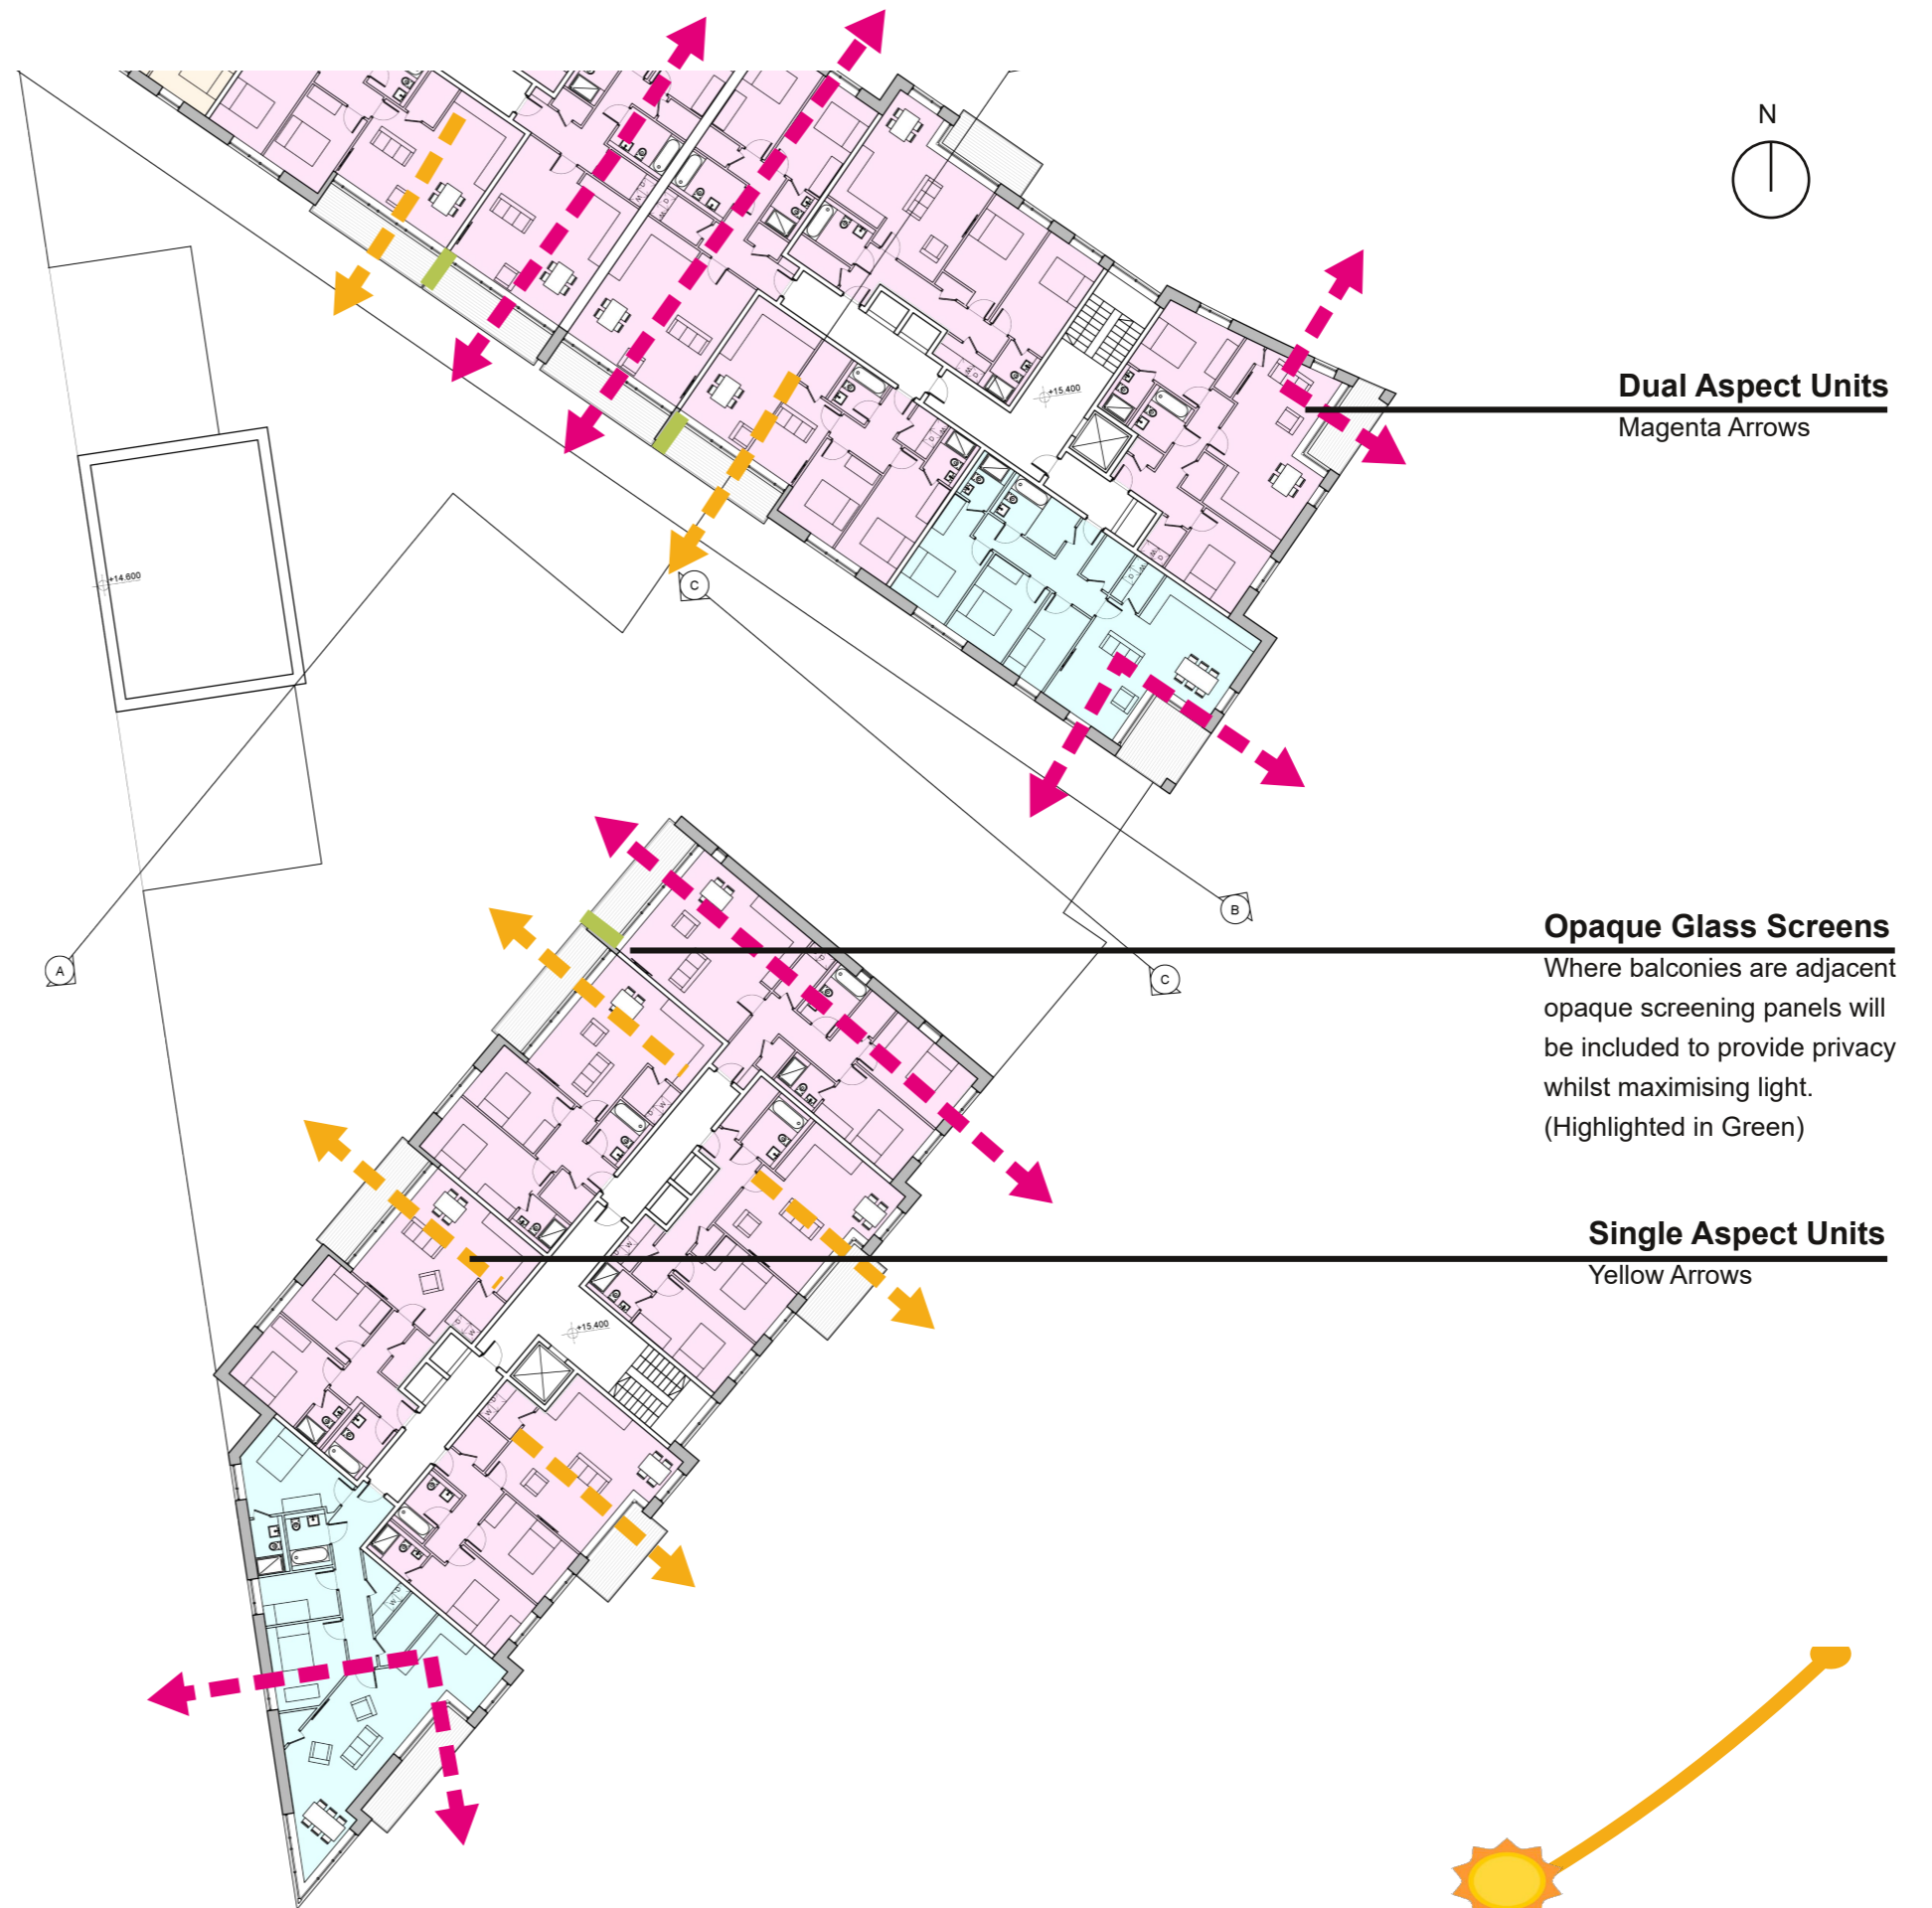 N
Dual Aspect Units
Magenta Arrows
+15.400
+14.600
C
B
A
C
Opaque Glass Screens
Where balconies are adjacent
opaque screening panels will
be included to provide privacy
whilst maximising light.
(Highlighted in Green)
Single Aspect Units
Yellow Arrows
+15.400